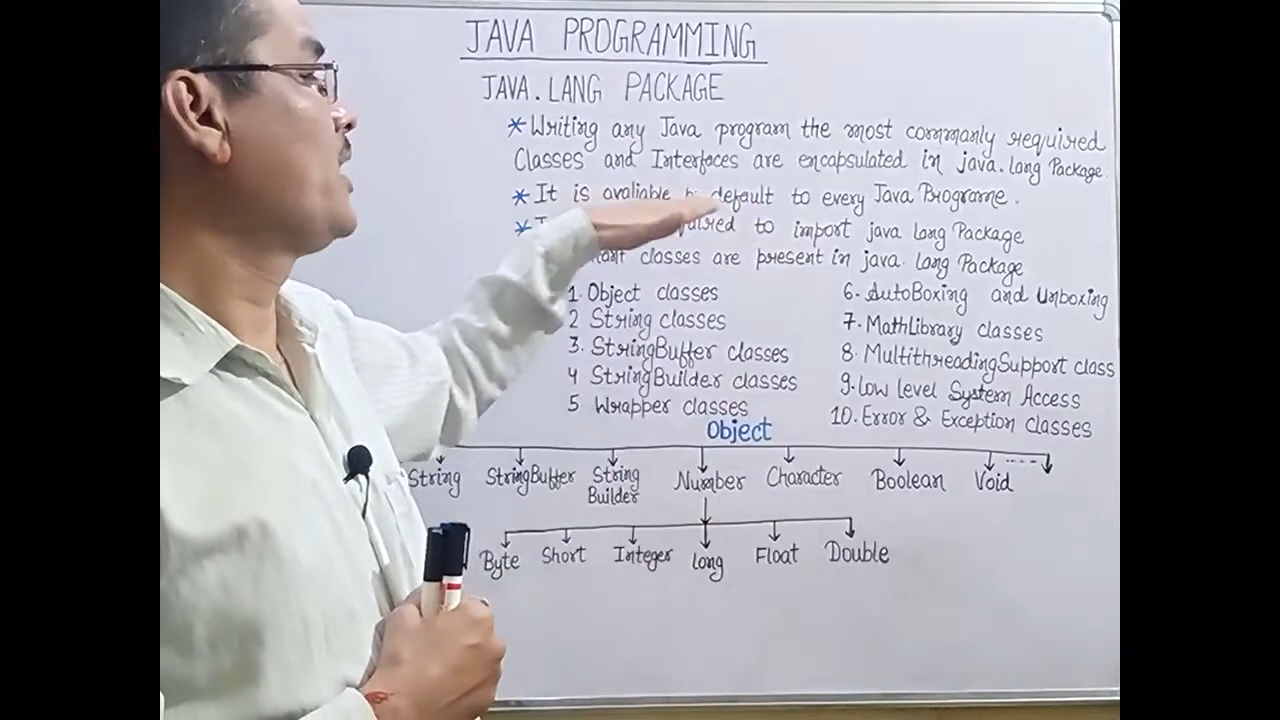 JAVA PROGRAMMING
JAVA.LANG PACKAGE
* Writing any Java program the most commonly required
Classes and Interfaces are encapsulated in java.long Package.
* It is avaliable default to every Java Programe.
* to import java long Package
classes are present in java. long Package
1. Object classes
2 String classes
3. StringBuffer classes
4 StringBuilder classes
5 Wrapper classes
6. AutoBoxing and Unboxing
7. MathLibrary classes
8. MultithreadingSupport class
9. low level System Access
10. Error & Exception classes
Object
String StringBuffer String Builder Number Character Boolean Void
Byte Short Integer long Float Double